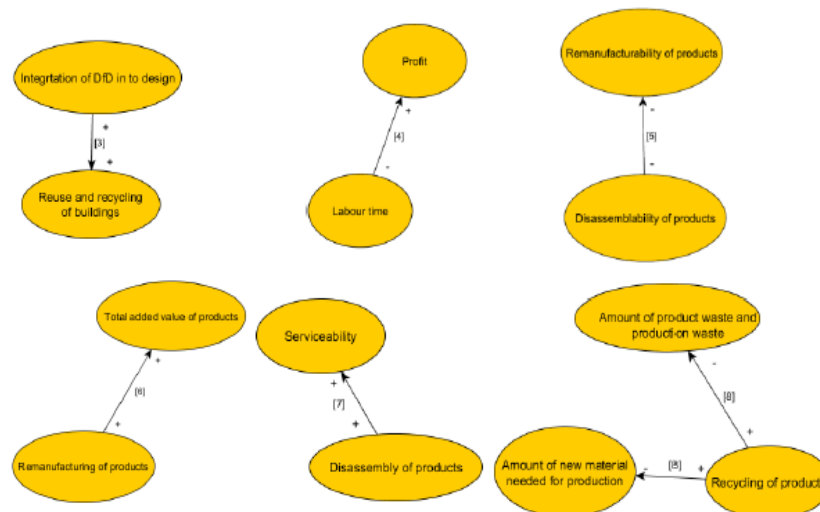 Integrtation of DfD in to design
+
[3]
+
Reuse and recycling
of buildings
Profit
+
[4]
-
Labour time
Remanufacturability of products
-
[5]
-
Disassemblability of products
Total added value of products
+
[6]
+
Remanufacturing of products
Serviceability
+
[7]
+
Disassembly of products
Amount of product waste and
production waste
-
[8]
+
Amount of new material
needed for production
-
[8]
+
Recycling of product